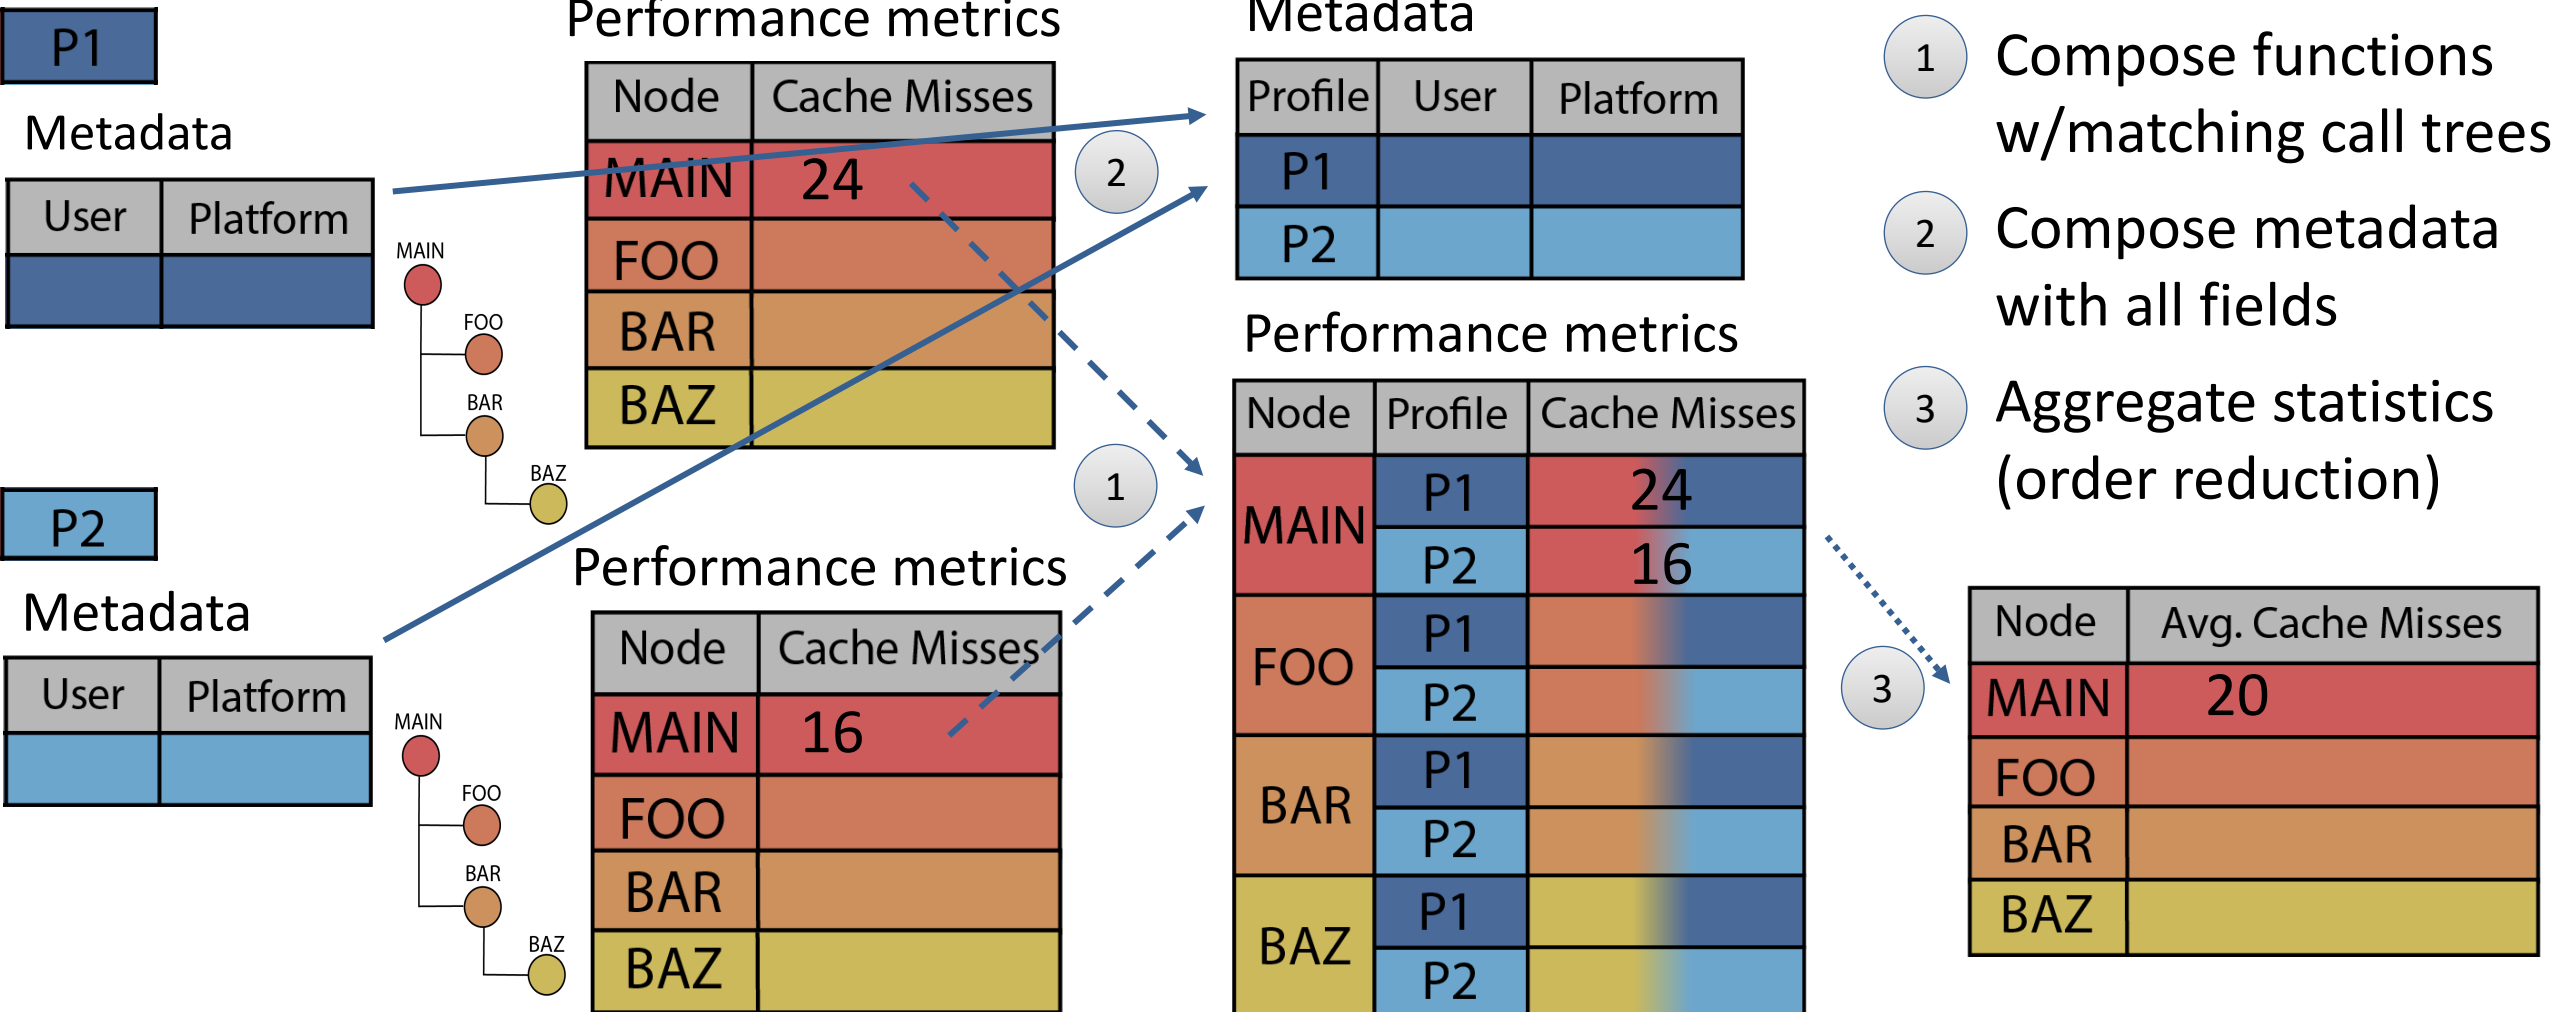 P1
Metadata
User Platform
MAIN
FOO
BAR
BAZ
Performance metrics
Node Cache Misses
MAIN 24
FOO
BAR
BAZ
P2
Metadata
User Platform
MAIN
FOO
BAR
BAZ
Performance metrics
Node Cache Misses
MAIN 16
FOO
BAR
BAZ
2
1
Metadata
Profile User Platform
P1
P2
Performance metrics
Node Profile Cache Misses
MAIN P1 24
P2 16
FOO P1
P2
BAR P1
P2
BAZ P1
P2
1 Compose functions
w/matching call trees
2 Compose metadata
with all fields
3 Aggregate statistics
(order reduction)
3
Node Avg. Cache Misses
MAIN 20
FOO
BAR
BAZ